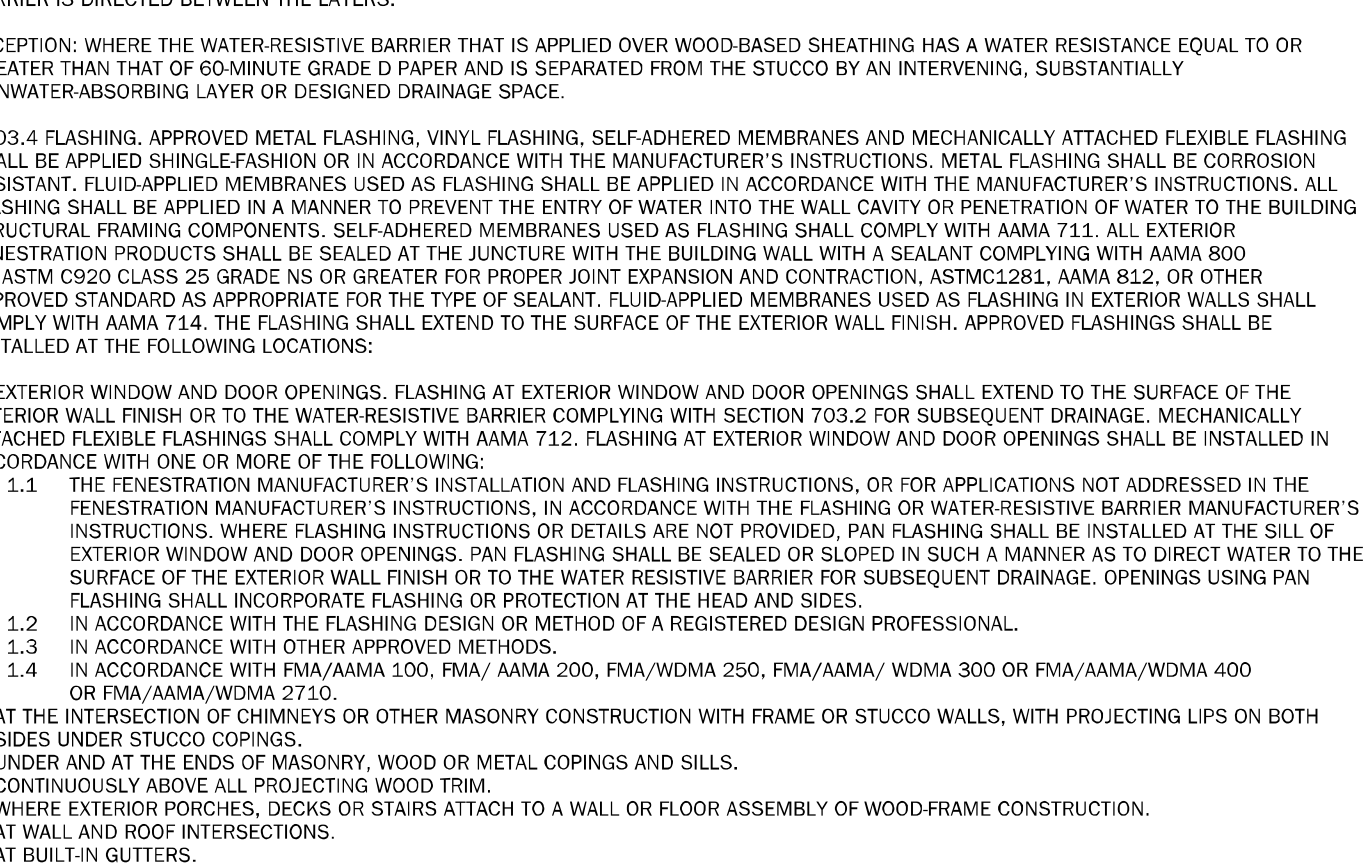 RRIER IS DIRECTED BETWEEN THE LAYERS.
CEPTION: WHERE THE WATER-RESISTIVE BARRIER THAT IS APPLIED OVER WOOD-BASED SHEATHING HAS A WATER RESISTANCE EQUAL TO OR
EATER THAN THAT OF 60-MINUTE GRADE D PAPER AND IS SEPARATED FROM THE STUCCO BY AN INTERVENING, SUBSTANTIALLY
NWATER-ABSORBING LAYER OR DESIGNED DRAINAGE SPACE.
03.4 FLASHING. APPROVED METAL FLASHING, VINYL FLASHING, SELF-ADHERED MEMBRANES AND MECHANICALLY ATTACHED FLEXIBLE FLASHING
ALL BE APPLIED SHINGLE-FASHION OR IN ACCORDANCE WITH THE MANUFACTURER'S INSTRUCTIONS. METAL FLASHING SHALL BE CORROSION
SISTANT. FLUID-APPLIED MEMBRANES USED AS FLASHING SHALL BE APPLIED IN ACCORDANCE WITH THE MANUFACTURER'S INSTRUCTIONS. ALL
ASHING SHALL BE APPLIED IN A MANNER TO PREVENT THE ENTRY OF WATER INTO THE WALL CAVITY OR PENETRATION OF WATER TO THE BUILDING
RUCTURAL FRAMING COMPONENTS. SELF-ADHERED MEMBRANES USED AS FLASHING SHALL COMPLY WITH AAMA 711. ALL EXTERIOR
NESTRATION PRODUCTS SHALL BE SEALED AT THE JUNCTURE WITH THE BUILDING WALL WITH A SEALANT COMPLYING WITH AAMA 800
ASTM C920 CLASS 25 GRADE NS OR GREATER FOR PROPER JOINT EXPANSION AND CONTRACTION, ASTMC1281, AAMA 812, OR OTHER
PROVED STANDARD AS APPROPRIATE FOR THE TYPE OF SEALANT. FLUID-APPLIED MEMBRANES USED AS FLASHING IN EXTERIOR WALLS SHALL
MPLY WITH AAMA 714. THE FLASHING SHALL EXTEND TO THE SURFACE OF THE EXTERIOR WALL FINISH. APPROVED FLASHINGS SHALL BE
TALLED AT THE FOLLOWING LOCATIONS:
EXTERIOR WINDOW AND DOOR OPENINGS. FLASHING AT EXTERIOR WINDOW AND DOOR OPENINGS SHALL EXTEND TO THE SURFACE OF THE
TERIOR WALL FINISH OR TO THE WATER-RESISTIVE BARRIER COMPLYING WITH SECTION 703.2 FOR SUBSEQUENT DRAINAGE. MECHANICALLY
TACHED FLEXIBLE FLASHINGS SHALL COMPLY WITH AAMA 712. FLASHING AT EXTERIOR WINDOW AND DOOR OPENINGS SHALL BE INSTALLED IN
CORDANCE WITH ONE OR MORE OF THE FOLLOWING:
1.1 THE FENESTRATION MANUFACTURER'S INSTALLATION AND FLASHING INSTRUCTIONS, OR FOR APPLICATIONS NOT ADDRESSED IN THE
FENESTRATION MANUFACTURER'S INSTRUCTIONS, IN ACCORDANCE WITH THE FLASHING OR WATER-RESISTIVE BARRIER MANUFACTURER'S
INSTRUCTIONS. WHERE FLASHING INSTRUCTIONS OR DETAILS ARE NOT PROVIDED, PAN FLASHING SHALL BE INSTALLED AT THE SILL OF
EXTERIOR WINDOW AND DOOR OPENINGS. PAN FLASHING SHALL BE SEALED OR SLOPED IN SUCH A MANNER AS TO DIRECT WATER TO THE
SURFACE OF THE EXTERIOR WALL FINISH OR TO THE WATER RESISTIVE BARRIER FOR SUBSEQUENT DRAINAGE. OPENINGS USING PAN
FLASHING SHALL INCORPORATE FLASHING OR PROTECTION AT THE HEAD AND SIDES.
1.2 IN ACCORDANCE WITH THE FLASHING DESIGN OR METHOD OF A REGISTERED DESIGN PROFESSIONAL.
1.3 IN ACCORDANCE WITH OTHER APPROVED METHODS.
1.4 IN ACCORDANCE WITH FMA/AAMA 100, FMA/ AAMA 200, FMA/WDMA 250, FMA/AAMA/ WDMA 300 OR FMA/AAMA/WDMA 400
OR FMA/AAMA/WDMA 2710.
AT THE INTERSECTION OF CHIMNEYS OR OTHER MASONRY CONSTRUCTION WITH FRAME OR STUCCO WALLS, WITH PROJECTING LIPS ON BOTH
SIDES UNDER STUCCO COPINGS.
UNDER AND AT THE ENDS OF MASONRY, WOOD OR METAL COPINGS AND SILLS.
CONTINUOUSLY ABOVE ALL PROJECTING WOOD TRIM.
WHERE EXTERIOR PORCHES, DECKS OR STAIRS ATTACH TO A WALL OR FLOOR ASSEMBLY OF WOOD-FRAME CONSTRUCTION.
AT WALL AND ROOF INTERSECTIONS.
AT BUILT-IN GUTTERS.